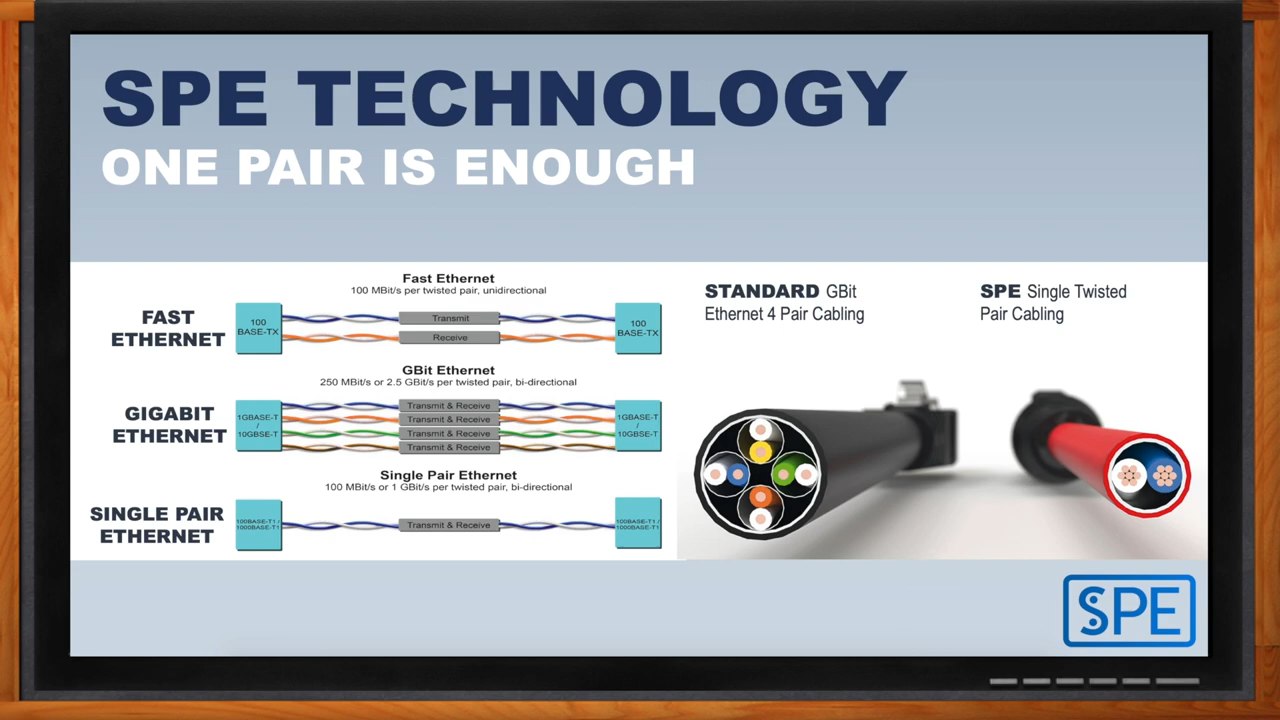 SPE TECHNOLOGY
ONE PAIR IS ENOUGH
FAST
ETHERNET
Fast Ethernet
100 MBit/s per twisted pair, unidirectional
100
BASE-TX
Transmit
Receive
100
BASE-TX
GIGABIT
ETHERNET
GBit Ethernet
250 MBit/s or 2.5 GBit/s per twisted pair, bi-directional
1GBASE-T
/
10GBSE-T
Transmit & Receive
Transmit & Receive
Transmit & Receive
Transmit & Receive
1GBASE-T
/
10GBSE-T
SINGLE PAIR
ETHERNET
Single Pair Ethernet
100 MBit/s or 1 GBit/s per twisted pair, bi-directional
100BASE-T1 /
1000BASE-T1
Transmit & Receive
100BASE-T1 /
1000BASE-T1
STANDARD GBit
Ethernet 4 Pair Cabling
SPE Single Twisted
Pair Cabling
SPE